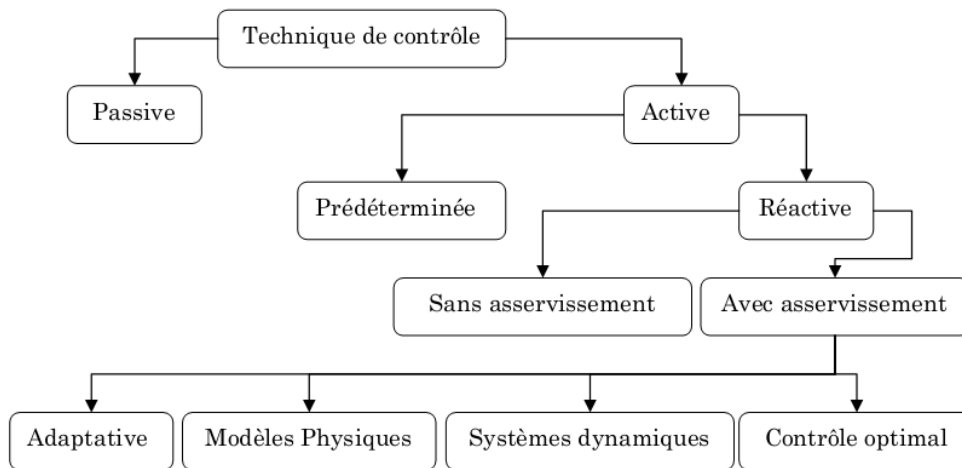 Technique de contrôle
Passive
Active
Prédéterminée
Réactive
Sans asservissement
Avec asservissement
Adaptative
Modèles Physiques
Systèmes dynamiques
Contrôle optimal